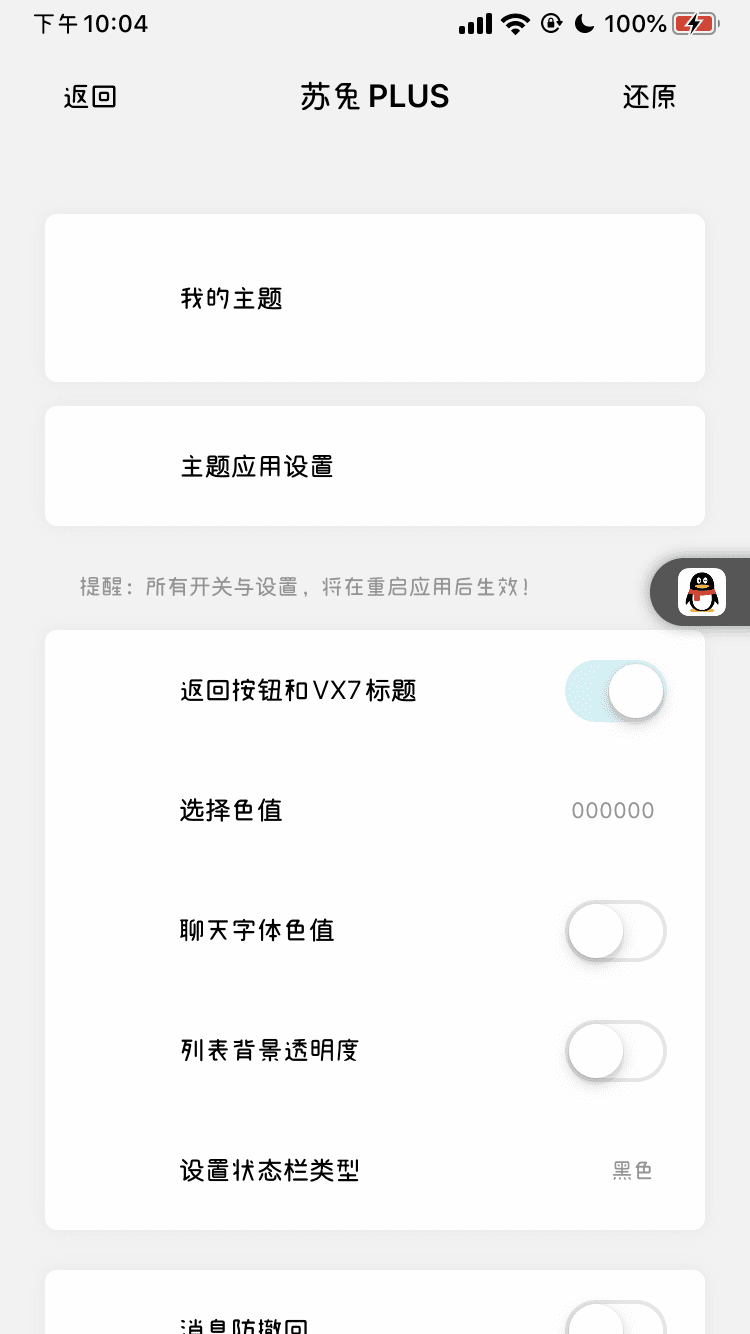 下午10:04 100%
返回 苏兔 PLUS 还原
我的主题
主题应用设置
提醒：所有开关与设置，将在重启应用后生效！
返回按钮和VX7标题
选择色值 000000
聊天字体色值
列表背景透明度
设置状态栏类型 黑色
消息防撤回